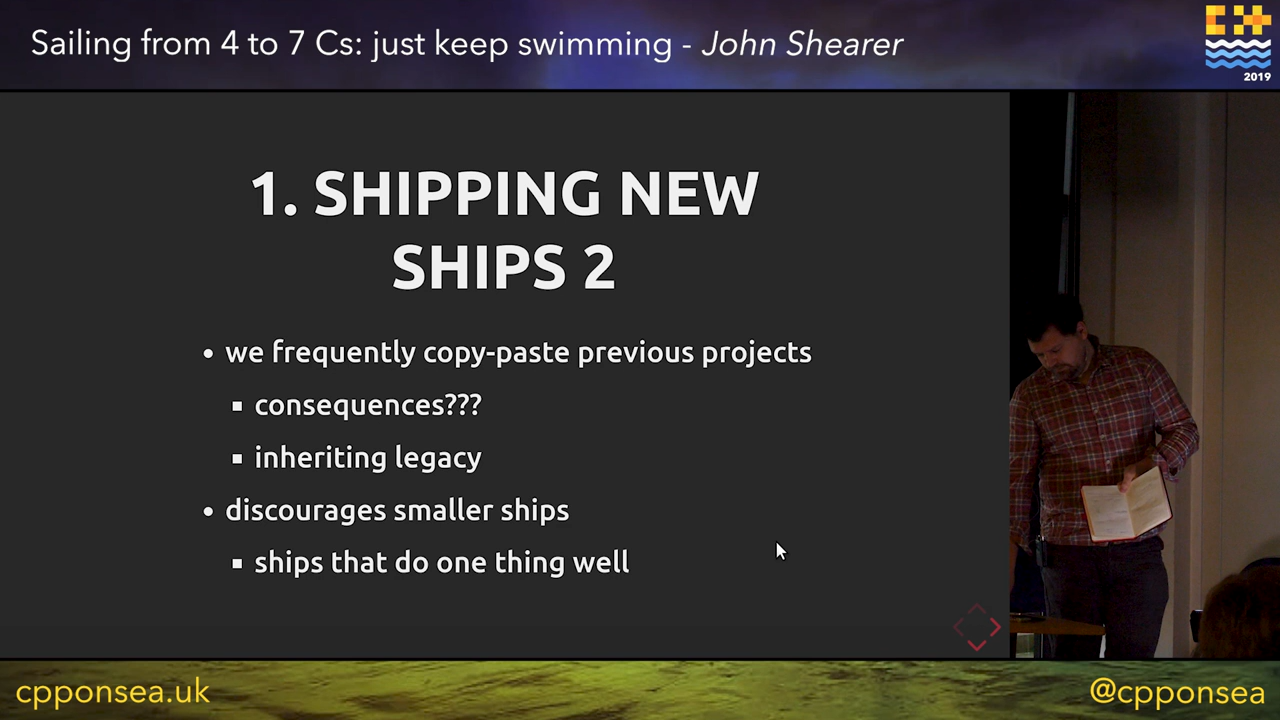 Sailing from 4 to 7 Cs: just keep swimming - John Shearer
2019
1. SHIPPING NEW
SHIPS 2
• we frequently copy-paste previous projects
▪ consequences???
▪ inheriting legacy
• discourages smaller ships
▪ ships that do one thing well
cpponsea.uk
@cpponsea